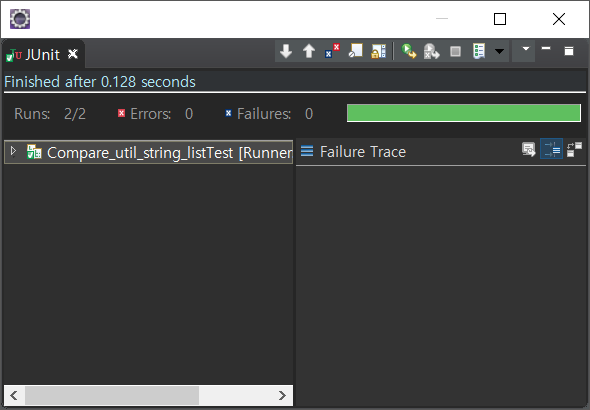 JUnit
Finished after 0.128 seconds
Runs: 2/2 Errors: 0 Failures: 0
Compare_util_string_listTest [Runner
Failure Trace